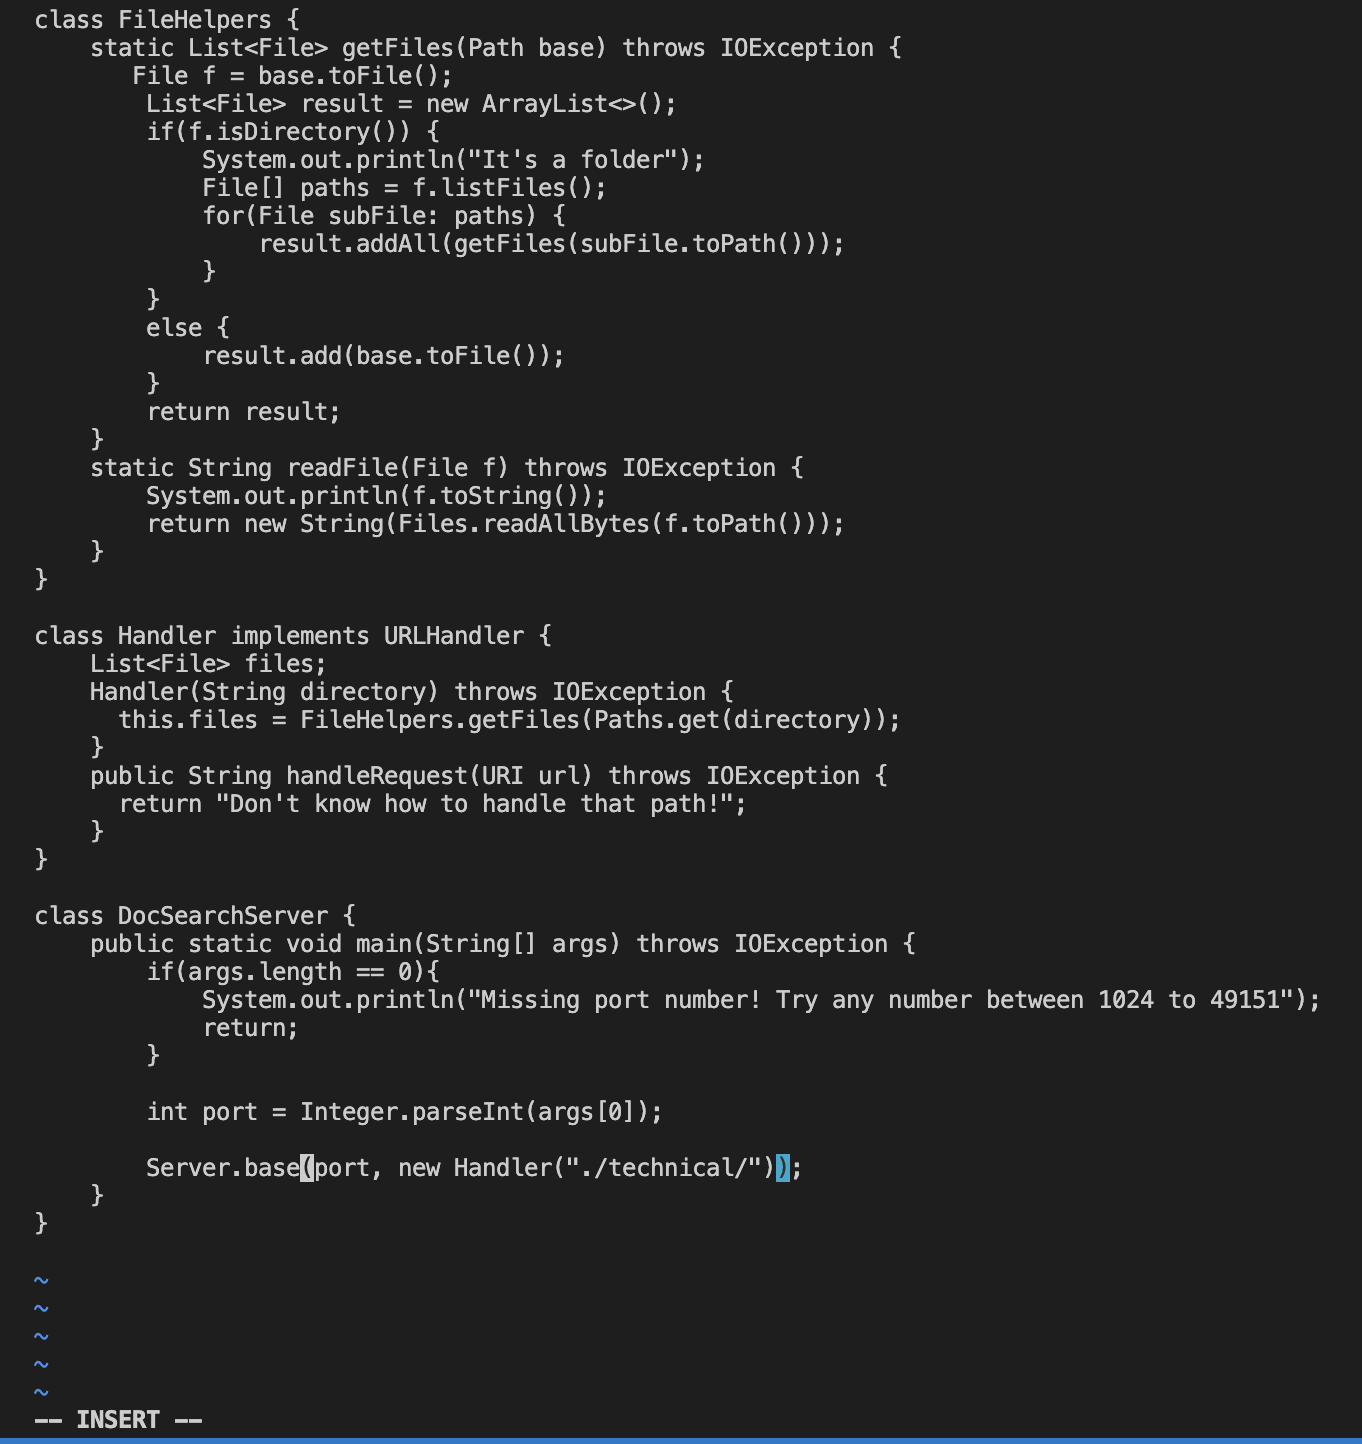 class FileHelpers {
    static List<File> getFiles(Path base) throws IOException {
       File f = base.toFile();
        List<File> result = new ArrayList<>();
        if(f.isDirectory()) {
            System.out.println("It's a folder");
            File[] paths = f.listFiles();
            for(File subFile: paths) {
                result.addAll(getFiles(subFile.toPath()));
            }
        }
        else {
            result.add(base.toFile());
        }
        return result;
    }
    static String readFile(File f) throws IOException {
        System.out.println(f.toString());
        return new String(Files.readAllBytes(f.toPath()));
    }
}

class Handler implements URLHandler {
    List<File> files;
    Handler(String directory) throws IOException {
      this.files = FileHelpers.getFiles(Paths.get(directory));
    }
    public String handleRequest(URI url) throws IOException {
      return "Don't know how to handle that path!";
    }
}

class DocSearchServer {
    public static void main(String[] args) throws IOException {
        if(args.length == 0){
            System.out.println("Missing port number! Try any number between 1024 to 49151");
            return;
        }

        int port = Integer.parseInt(args[0]);

        Server.base(port, new Handler("./technical/"));
    }
}

~
~
~
~
~
-- INSERT --